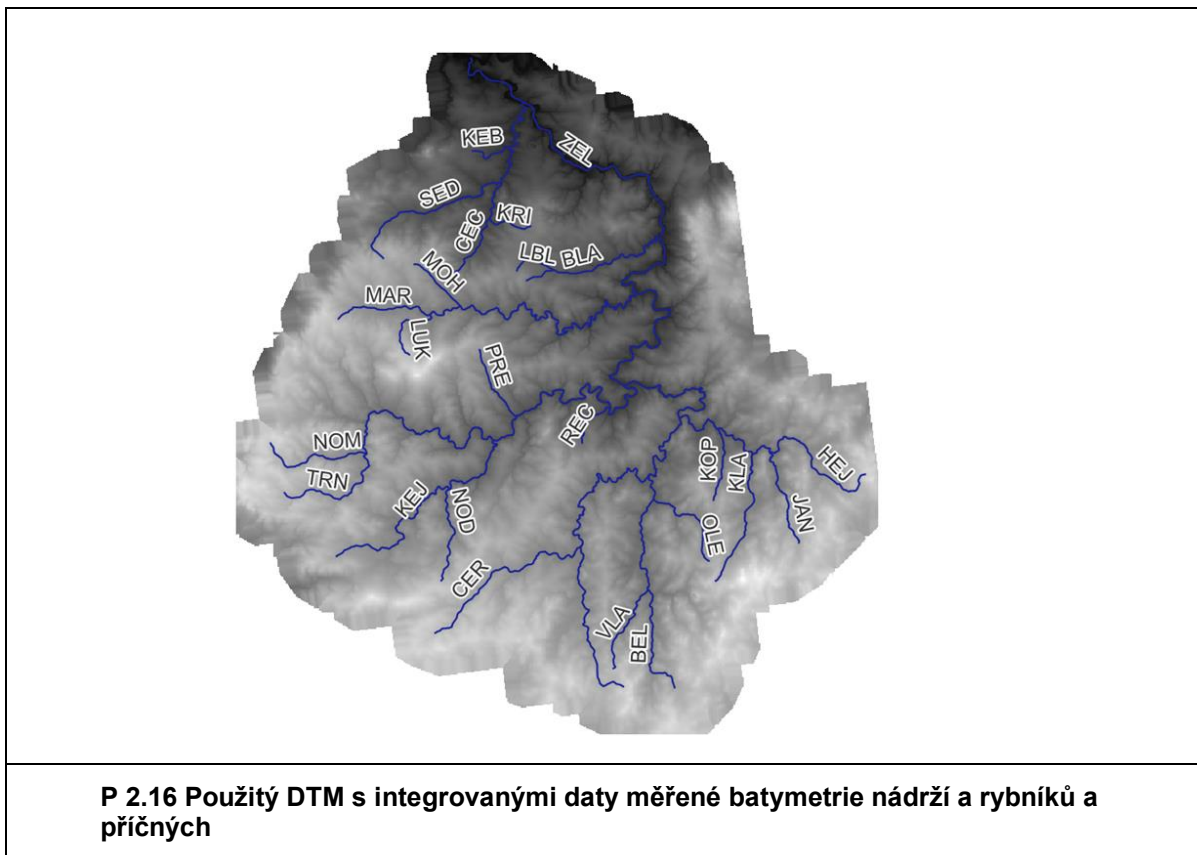 KEB
ZEL
SED
KRI
CEC
LBL BLA
MOH
MAR
LUK
PRE
REC
NOM
KOP
KLA
HEJ
TRN
KEJ
NOD
JAN
OLE
CER
VLA
BEL
P 2.16 Použitý DTM s integrovanými daty měřené batymetrie nádrží a rybníků a
příčných